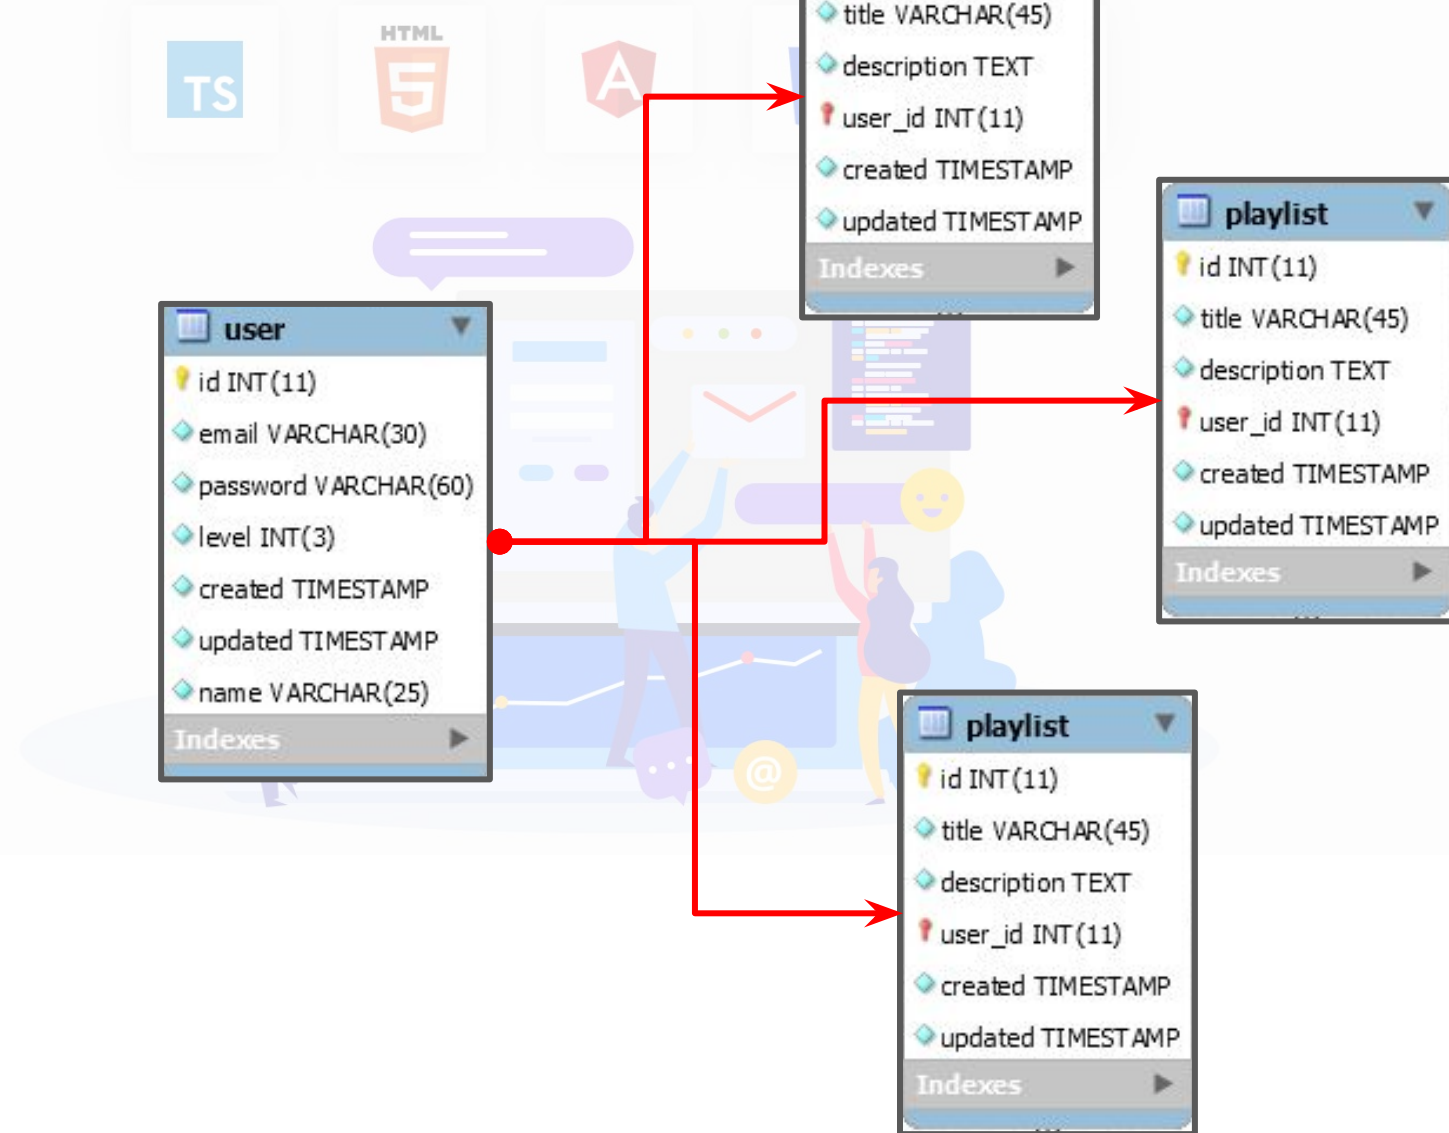 TS
HTML
5
A
title VARCHAR(45)
description TEXT
user_id INT(11)
created TIMESTAMP
updated TIMESTAMP
Indexes
playlist
id INT(11)
title VARCHAR(45)
description TEXT
user_id INT(11)
created TIMESTAMP
updated TIMESTAMP
Indexes
user
id INT(11)
email VARCHAR(30)
password VARCHAR(60)
level INT(3)
created TIMESTAMP
updated TIMESTAMP
name VARCHAR(25)
Indexes
@
playlist
id INT(11)
title VARCHAR(45)
description TEXT
user_id INT(11)
created TIMESTAMP
updated TIMESTAMP
Indexes